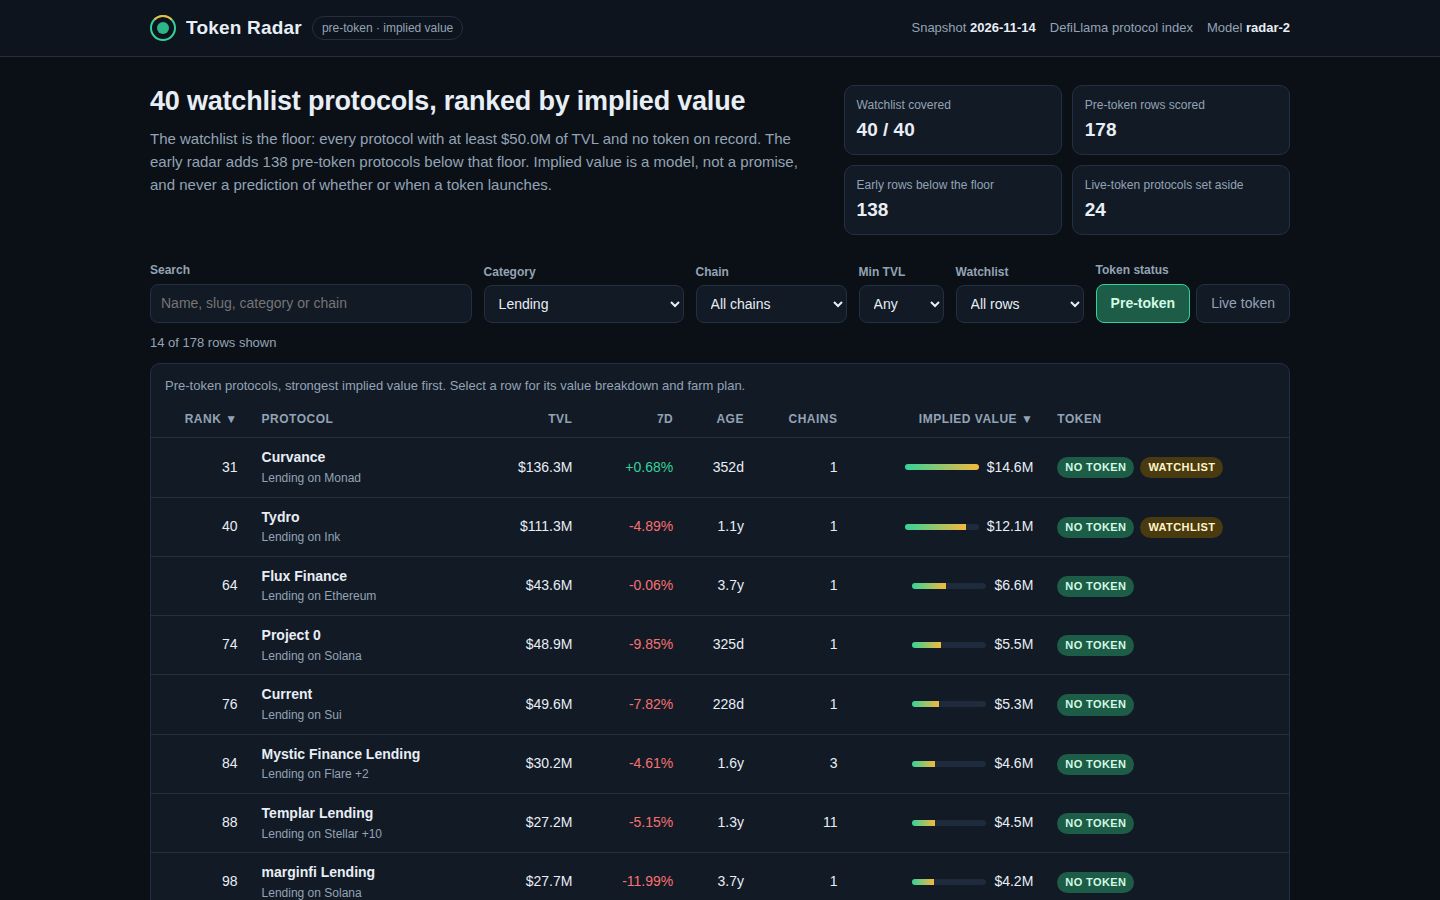 Token Radar
pre-token · implied value
Snapshot 2026-11-14 DefiLlama protocol index Model radar-2
40 watchlist protocols, ranked by implied value
The watchlist is the floor: every protocol with at least $50.0M of TVL and no token on record. The
early radar adds 138 pre-token protocols below that floor. Implied value is a model, not a promise,
and never a prediction of whether or when a token launches.
Watchlist covered
40 / 40
Pre-token rows scored
178
Early rows below the floor
138
Live-token protocols set aside
24
Search
Name, slug, category or chain
Category
Lending
Chain
All chains
Min TVL
Any
Watchlist
All rows
Token status
Pre-token Live token
14 of 178 rows shown
Pre-token protocols, strongest implied value first. Select a row for its value breakdown and farm plan.
RANK ▼ PROTOCOL TVL 7D AGE CHAINS IMPLIED VALUE ▼ TOKEN
31 Curvance $136.3M +0.68% 352d 1 $14.6M NO TOKEN WATCHLIST
Lending on Monad
40 Tydro $111.3M -4.89% 1.1y 1 $12.1M NO TOKEN WATCHLIST
Lending on Ink
64 Flux Finance $43.6M -0.06% 3.7y 1 $6.6M NO TOKEN
Lending on Ethereum
74 Project 0 $48.9M -9.85% 325d 1 $5.5M NO TOKEN
Lending on Solana
76 Current $49.6M -7.82% 228d 1 $5.3M NO TOKEN
Lending on Sui
84 Mystic Finance Lending $30.2M -4.61% 1.6y 3 $4.6M NO TOKEN
Lending on Flare +2
88 Templar Lending $27.2M -5.15% 1.3y 11 $4.5M NO TOKEN
Lending on Stellar +10
98 marginfi Lending $27.7M -11.99% 3.7y 1 $4.2M NO TOKEN
Lending on Solana